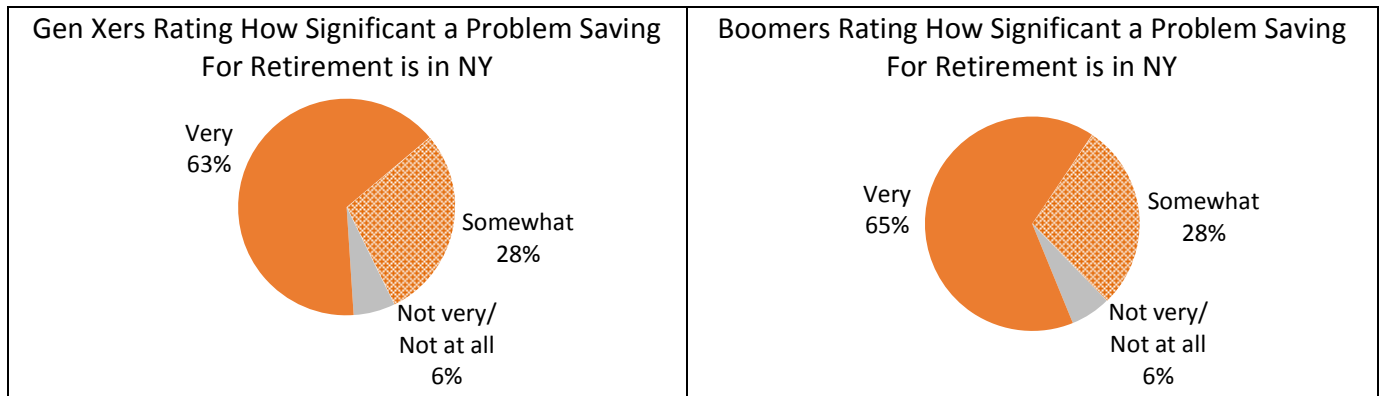 Gen Xers Rating How Significant a Problem Saving
For Retirement is in NY
Very
63%
Somewhat
28%
Not very/
Not at all
6%
Boomers Rating How Significant a Problem Saving
For Retirement is in NY
Very
65%
Somewhat
28%
Not very/
Not at all
6%